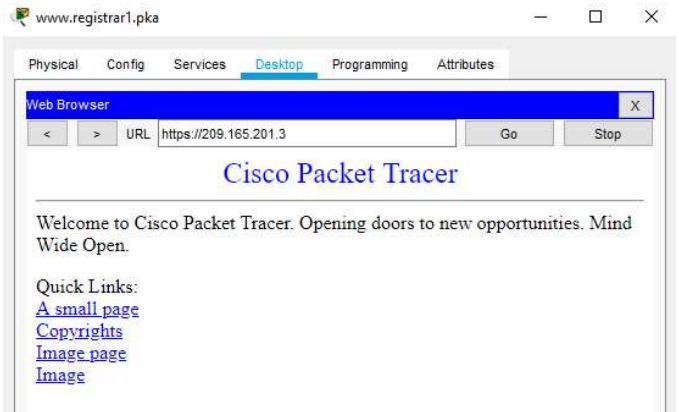 www.registrar1.pka
Physical Config Services Desktop Programming Attributes
Web Browser X
< > URL https://209.165.201.3 Go Stop
Cisco Packet Tracer
Welcome to Cisco Packet Tracer. Opening doors to new opportunities. Mind
Wide Open.
Quick Links:
A small page
Copyrights
Image page
Image